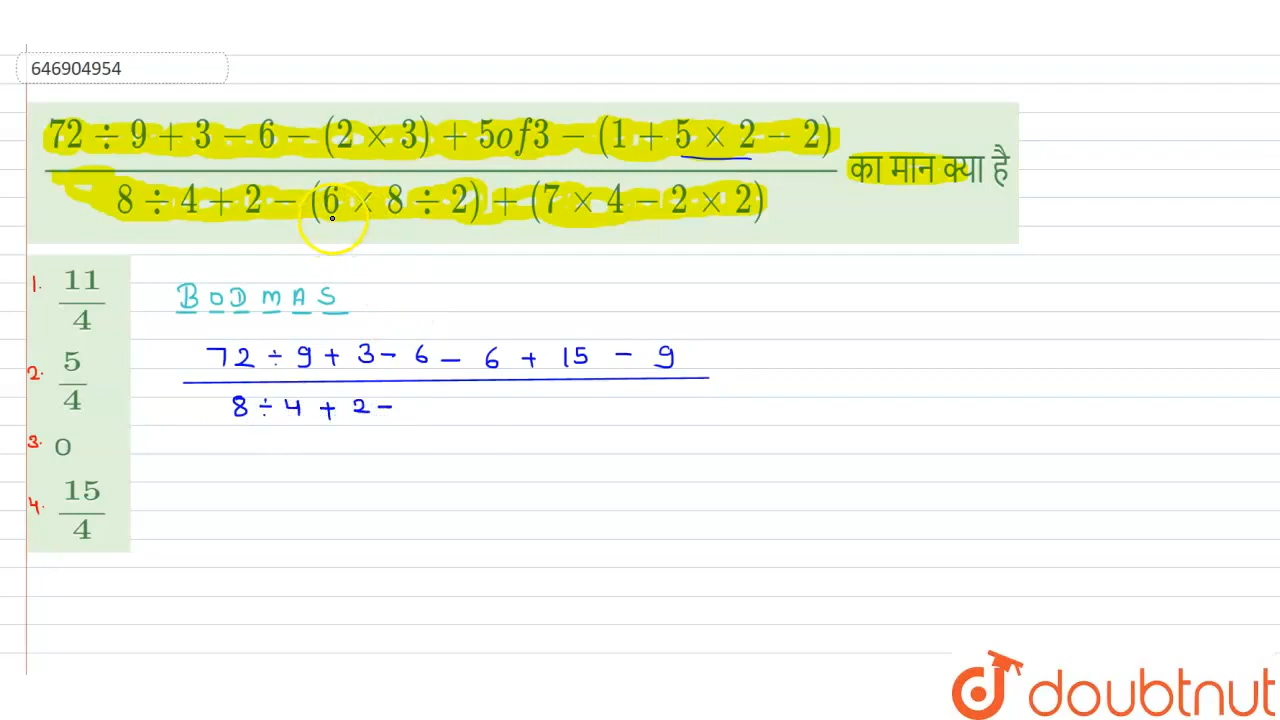 646904954
72 ÷ 9 + 3 − 6 − (2 × 3) + 5of3 − (1 + 5 × 2 − 2)
का मान क्या है
8 ÷ 4 + 2 − (6 × 8 ÷ 2) + (7 × 4 − 2 × 2)
1. 11
4
B O D M A S
72 ÷ 9 + 3 − 6 − 6 + 15 − 9
2. 5
4
8 ÷ 4 + 2 −
3. 0
4. 15
4
doubtnut